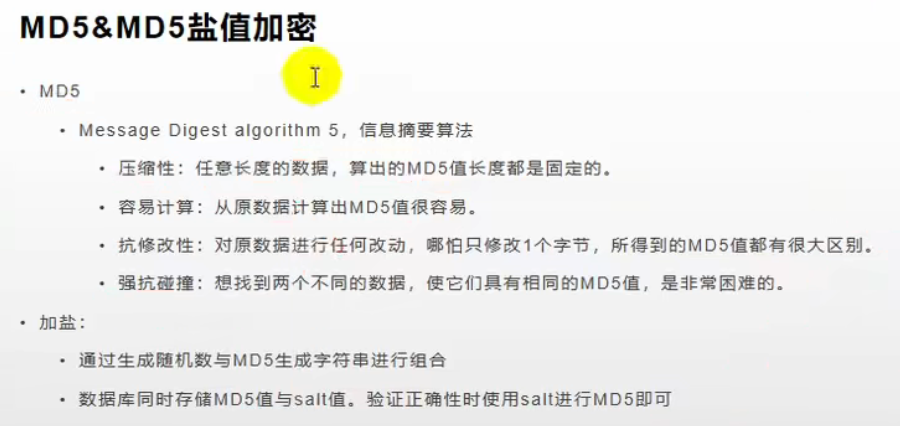 MD5&MD5盐值加密
• MD5
• Message Digest algorithm 5，信息摘要算法
• 压缩性：任意长度的数据，算出的MD5值长度都是固定的。
• 容易计算：从原数据计算出MD5值很容易。
• 抗修改性：对原数据进行任何改动，哪怕只修改1个字节，所得到的MD5值都有很大区别。
• 强抗碰撞：想找到两个不同的数据，使它们具有相同的MD5值，是非常困难的。
• 加盐：
• 通过生成随机数与MD5生成字符串进行组合
• 数据库同时存储MD5值与salt值。验证正确性时使用salt进行MD5即可